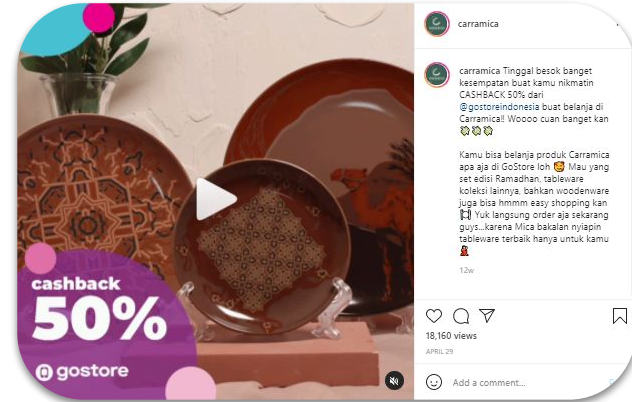 carramica
carramica Tinggal besok banget
kesempatan buat kamu nikmatin
CASHBACK 50% dari
@gostoreindonesia buat belanja di
Carramica!! Woooo cuan banget kan
Kamu bisa belanja produk Carramica
apa aja di GoStore loh 🥰 Mau yang
set edisi Ramadhan, tableware
koleksi lainnya, bahkan woodenware
juga bisa hmmm easy shopping kan
Yuk langsung order aja sekarang
guys...karena Mica bakalan nyiapin
tableware terbaik hanya untuk kamu
12w
cashback
50%
gostore
18,160 views
APRIL 29
Add a comment...